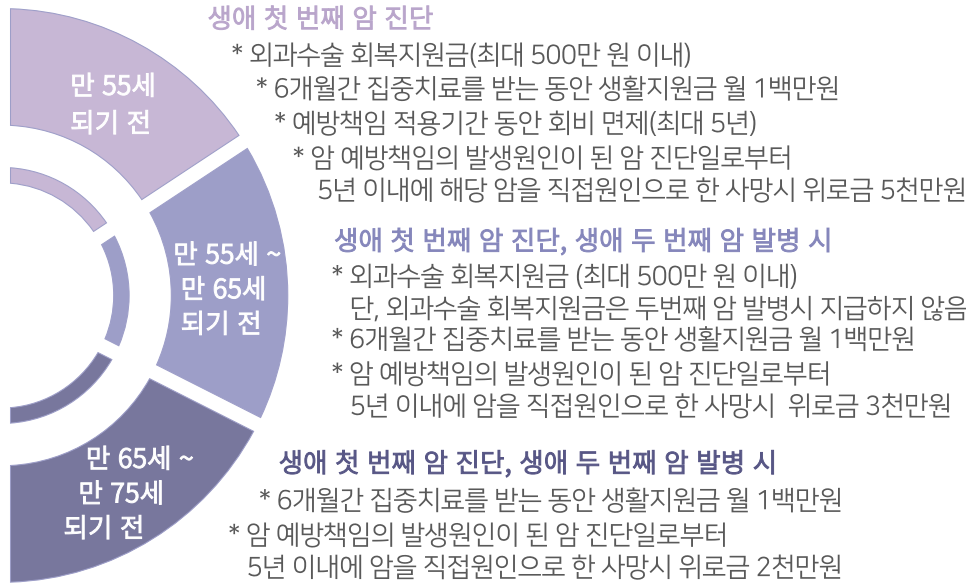 생애 첫 번째 암 진단
만 55세
되기 전
* 외과수술 회복지원금(최대 500만 원 이내)
* 6개월간 집중치료를 받는 동안 생활지원금 월 1백만원
* 예방책임 적용기간 동안 회비 면제(최대 5년)
* 암 예방책임의 발생원인이 된 암 진단일로부터
5년 이내에 해당 암을 직접원인으로 한 사망시 위로금 5천만원
생애 첫 번째 암 진단, 생애 두 번째 암 발병 시
만 55세 ~
만 65세
되기 전
* 외과수술 회복지원금 (최대 500만 원 이내)
단, 외과수술 회복지원금은 두번째 암 발병시 지급하지 않음
* 6개월간 집중치료를 받는 동안 생활지원금 월 1백만원
* 암 예방책임의 발생원인이 된 암 진단일로부터
5년 이내에 암을 직접원인으로 한 사망시 위로금 3천만원
생애 첫 번째 암 진단, 생애 두 번째 암 발병 시
만 65세 ~
만 75세
되기 전
* 6개월간 집중치료를 받는 동안 생활지원금 월 1백만원
* 암 예방책임의 발생원인이 된 암 진단일로부터
5년 이내에 암을 직접원인으로 한 사망시 위로금 2천만원